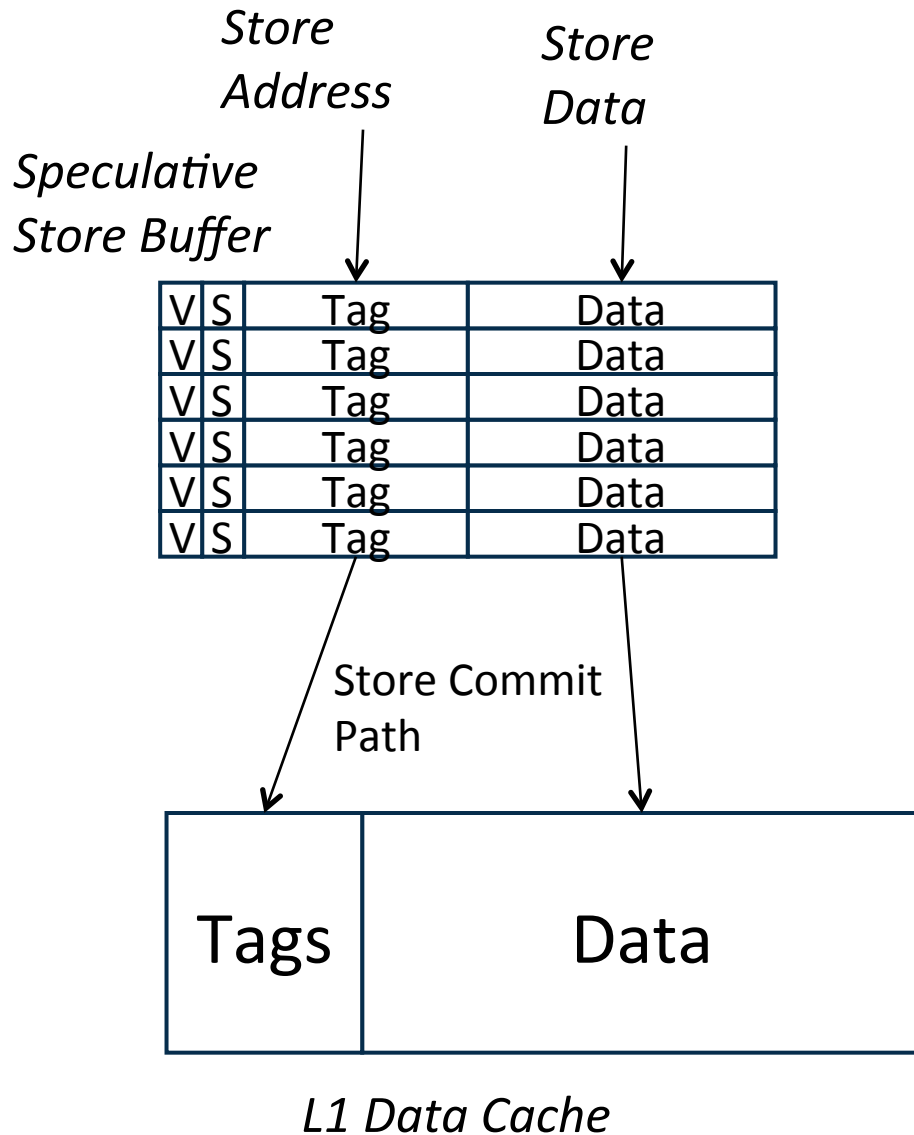 Store
Address
Store
Data
Speculative
Store Buffer
V S Tag Data
V S Tag Data
V S Tag Data
V S Tag Data
V S Tag Data
V S Tag Data
Store Commit
Path
Tags Data
L1 Data Cache